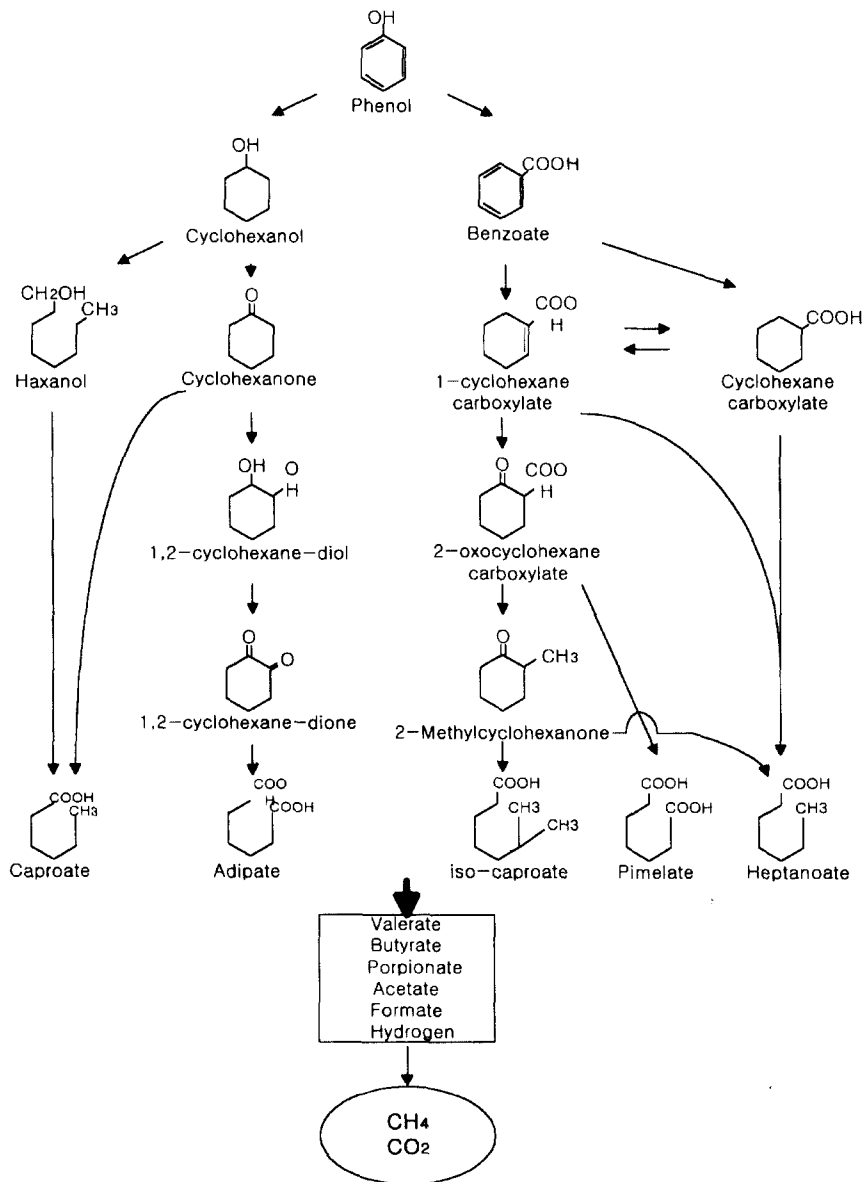 OH
Phenol
OH
Cyclohexanol
COOH
Benzoate
CH2OH
CH3
Haxanol
O
Cyclohexanone
COO
H
1-cyclohexane
carboxylate
COOH
Cyclohexane
carboxylate
OH
O
H
1,2-cyclohexane-diol
O
COO
H
2-oxocyclohexane
carboxylate
O
O
1,2-cyclohexane-dione
O
CH3
2-Methylcyclohexanone
COOH
CH3
Caproate
COO
H
COOH
Adipate
COOH
CH3
CH3
iso-caproate
COOH
COOH
Pimelate
COOH
CH3
Heptanoate
Valerate
Butyrate
Porpionate
Acetate
Formate
Hydrogen
CH4
CO2